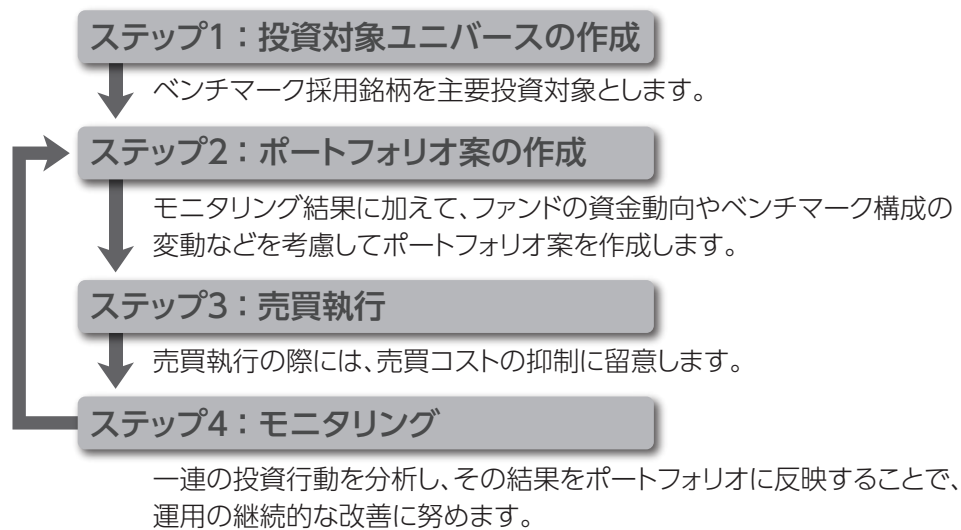 ステップ1：投資対象ユニバースの作成
ベンチマーク採用銘柄を主要投資対象とします。
ステップ2：ポートフォリオ案の作成
モニタリング結果に加えて、ファンドの資金動向やベンチマーク構成の
変動などを考慮してポートフォリオ案を作成します。
ステップ3：売買執行
売買執行の際には、売買コストの抑制に留意します。
ステップ4：モニタリング
一連の投資行動を分析し、その結果をポートフォリオに反映することで、
運用の継続的な改善に努めます。